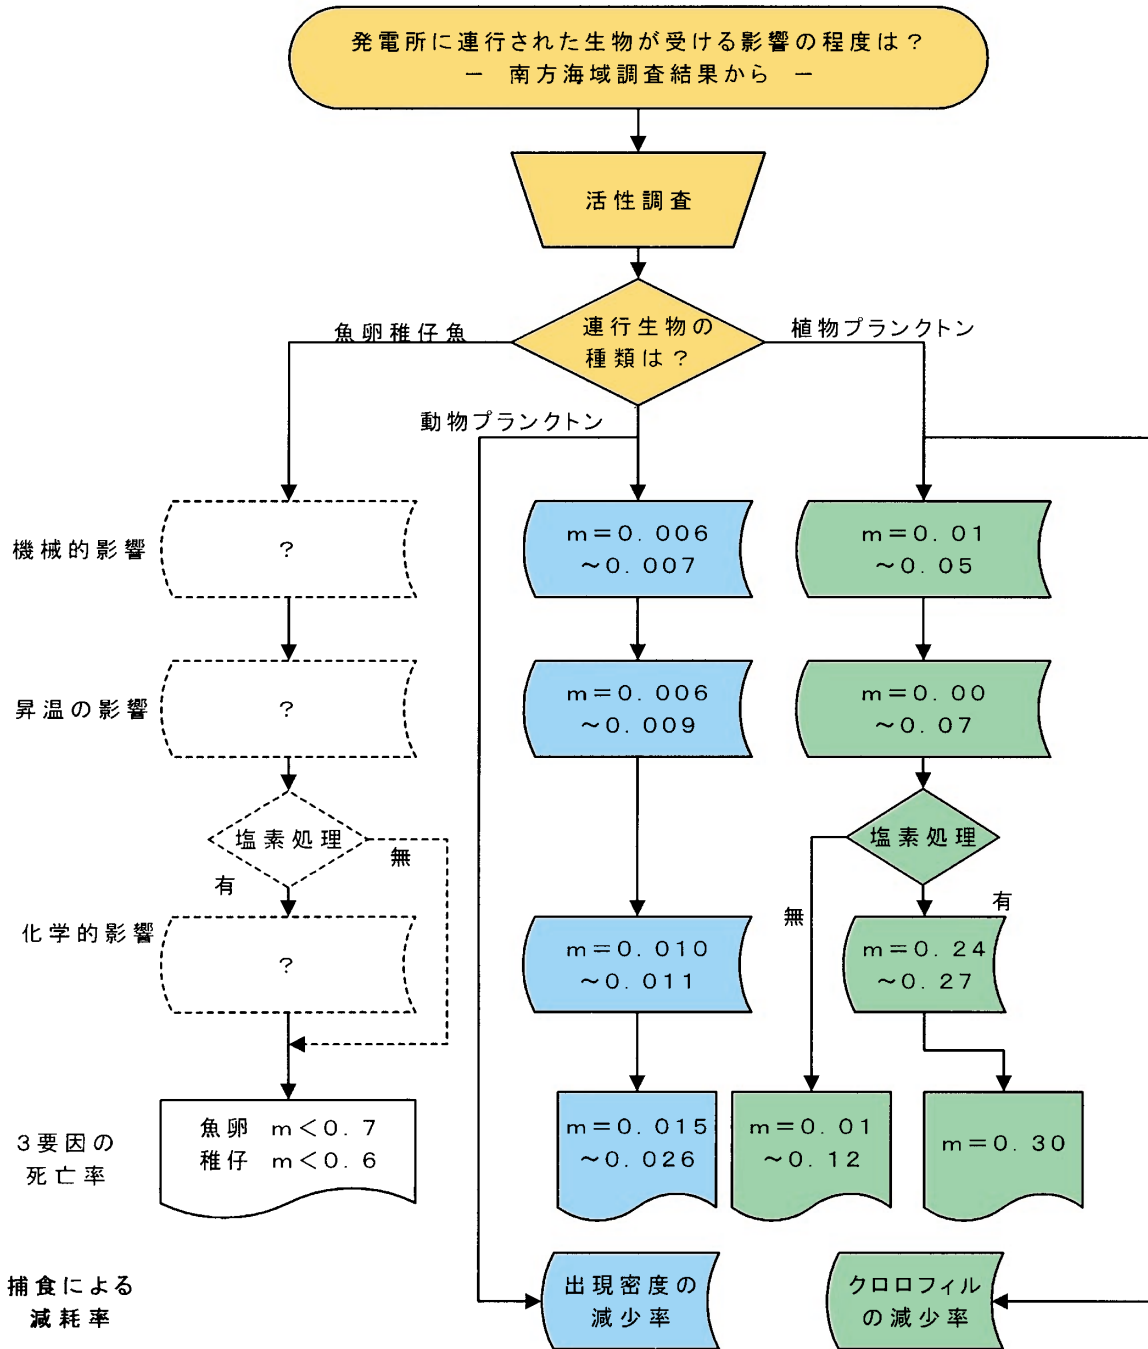 発電所に連行された生物が受ける影響の程度は？
－　南方海域調査結果から　－
活性調査
連行生物の
種類は？
魚卵稚仔魚
植物プランクトン
動物プランクトン
機械的影響
？
m＝0．006
～0．007
m＝0．01
～0．05
昇温の影響
？
m＝0．006
～0．009
m＝0．00
～0．07
塩素処理
無
有
塩素処理
無
有
化学的影響
？
m＝0．010
～0．011
m＝0．24
～0．27
3要因の
死亡率
魚卵　m＜0．7
稚仔　m＜0．6
m＝0．015
～0．026
m＝0．01
～0．12
m＝0．30
捕食による
減耗率
出現密度の
減少率
クロロフィル
の減少率